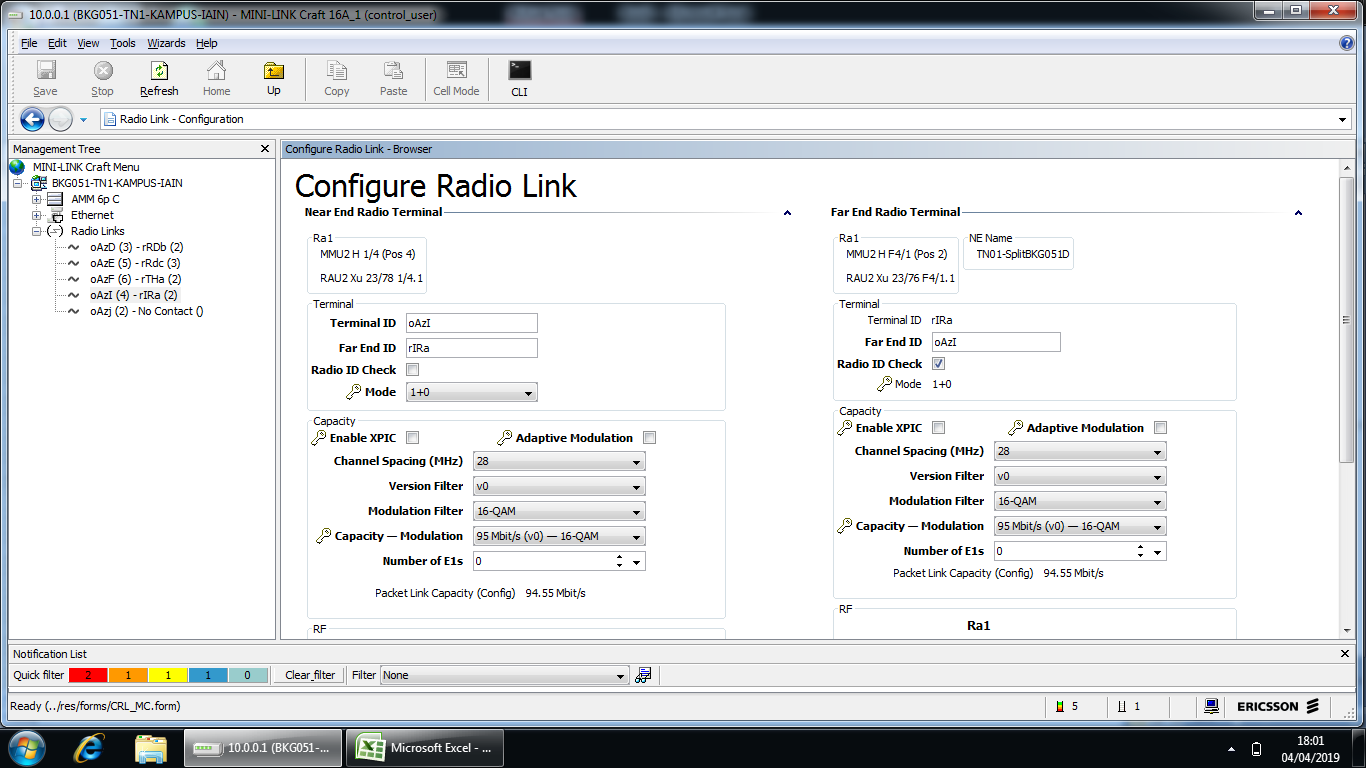 10.0.0.1 (BKG051-TN1-KAMPUS-IAIN) - MINI-LINK Craft 16A_1 (control_user)
File Edit View Tools Wizards Help
Save Stop Refresh Home Up Copy Paste Cell Mode CLI
Radio Link - Configuration
Management Tree
MINI-LINK Craft Menu
BKG051-TN1-KAMPUS-IAIN
AMM 6p C
Ethernet
Radio Links
oAzD (3) - rRDb (2)
oAzE (5) - rRdc (3)
oAzF (6) - rTHa (2)
oAzI (4) - rIRa (2)
oAzj (2) - No Contact ()
Configure Radio Link - Browser
Configure Radio Link
Near End Radio Terminal
Ra1
MMU2 H 1/4 (Pos 4)
RAU2 Xu 23/78 1/4.1
Terminal
Terminal ID oAzI
Far End ID rIRa
Radio ID Check
Mode 1+0
Capacity
Enable XPIC Adaptive Modulation
Channel Spacing (MHz) 28
Version Filter v0
Modulation Filter 16-QAM
Capacity — Modulation 95 Mbit/s (v0) — 16-QAM
Number of E1s 0
Packet Link Capacity (Config) 94.55 Mbit/s
RF
Far End Radio Terminal
Ra1
MMU2 H F4/1 (Pos 2)
RAU2 Xu 23/76 F4/1.1
NE Name
TN01-SplitBKG051D
Terminal
Terminal ID rIRa
Far End ID oAzI
Radio ID Check
Mode 1+0
Capacity
Enable XPIC Adaptive Modulation
Channel Spacing (MHz) 28
Version Filter v0
Modulation Filter 16-QAM
Capacity — Modulation 95 Mbit/s (v0) — 16-QAM
Number of E1s 0
Packet Link Capacity (Config) 94.55 Mbit/s
RF
Ra1
Notification List
Quick filter 2 1 1 1 0 Clear_filter Filter None
Ready (../res/forms/CRL_MC.form) 5 1 ERICSSON
10.0.0.1 (BKG051-... Microsoft Excel - ...
18:01
04/04/2019